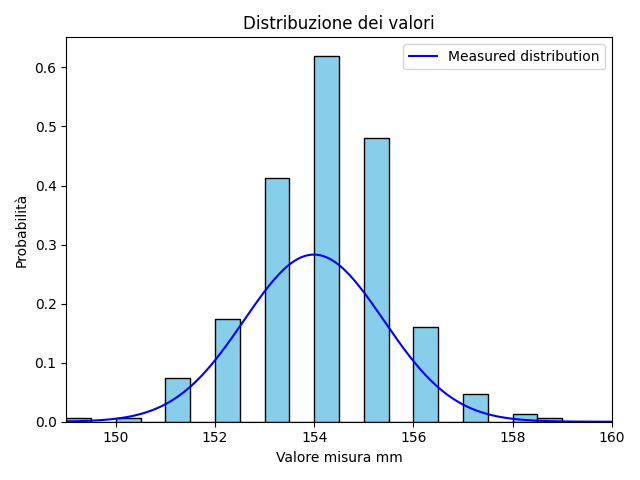 Distribuzione dei valori
Measured distribution
0.6
0.5
0.4
0.3
0.2
0.1
0.0
Probabilità
150 152 154 156 158 160
Valore misura mm